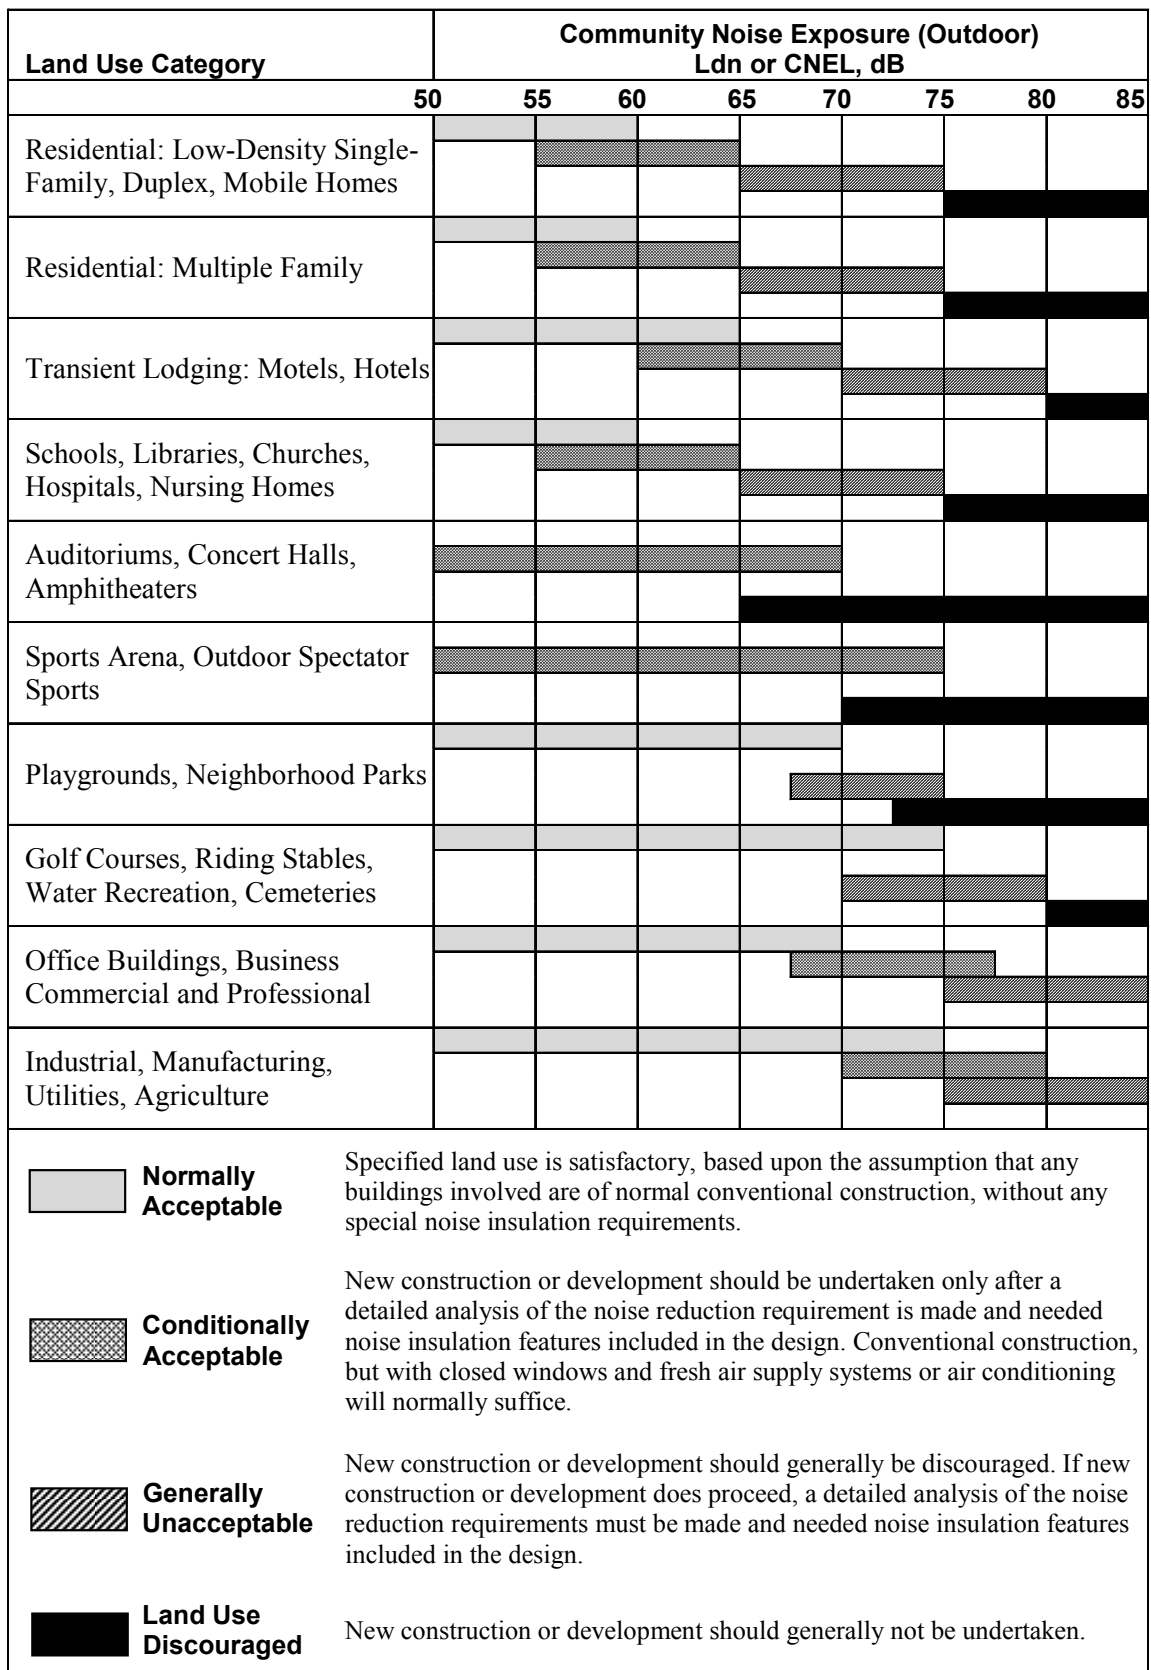 Community Noise Exposure (Outdoor)
Land Use Category Ldn or CNEL, dB
50 55 60 65 70 75 80 85
Residential: Low-Density Single-
Family, Duplex, Mobile Homes
Residential: Multiple Family
Transient Lodging: Motels, Hotels
Schools, Libraries, Churches,
Hospitals, Nursing Homes
Auditoriums, Concert Halls,
Amphitheaters
Sports Arena, Outdoor Spectator
Sports
Playgrounds, Neighborhood Parks
Golf Courses, Riding Stables,
Water Recreation, Cemeteries
Office Buildings, Business
Commercial and Professional
Industrial, Manufacturing,
Utilities, Agriculture
Normally
Acceptable
Specified land use is satisfactory, based upon the assumption that any
buildings involved are of normal conventional construction, without any
special noise insulation requirements.
Conditionally
Acceptable
New construction or development should be undertaken only after a
detailed analysis of the noise reduction requirement is made and needed
noise insulation features included in the design. Conventional construction,
but with closed windows and fresh air supply systems or air conditioning
will normally suffice.
Generally
Unacceptable
New construction or development should generally be discouraged. If new
construction or development does proceed, a detailed analysis of the noise
reduction requirements must be made and needed noise insulation features
included in the design.
Land Use
Discouraged
New construction or development should generally not be undertaken.